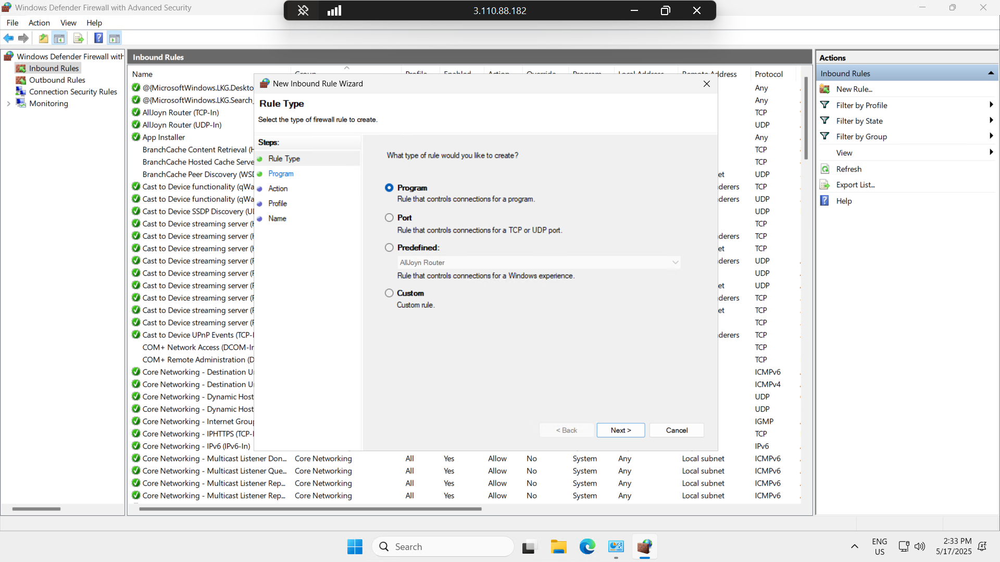 Windows Defender Firewall with Advanced Security
3.110.88.182
File Action View Help
Windows Defender Firewall with
Inbound Rules
Outbound Rules
Connection Security Rules
Monitoring
Inbound Rules
Name Group Profile Enabled Action Override Program Local Address Remote Address Protocol
@{MicrosoftWindows.LKG.Deskto Any
@{MicrosoftWindows.LKG.Search_ Any
AllJoyn Router (TCP-In) TCP
AllJoyn Router (UDP-In) UDP
App Installer Any
BranchCache Content Retrieval (H TCP
BranchCache Hosted Cache Serve TCP
BranchCache Peer Discovery (WSD et UDP
Cast to Device functionality (qWa derers TCP
Cast to Device functionality (qWa derers UDP
Cast to Device SSDP Discovery (U UDP
Cast to Device streaming server (H TCP
Cast to Device streaming server (H derers TCP
Cast to Device streaming server (H et TCP
Cast to Device streaming server (R derers UDP
Cast to Device streaming server (R UDP
Cast to Device streaming server (R et UDP
Cast to Device streaming server (R derers TCP
Cast to Device streaming server (R et TCP
Cast to Device streaming server (R TCP
Cast to Device UPnP Events (TCP-I derers TCP
COM+ Network Access (DCOM-In TCP
COM+ Remote Administration (D TCP
Core Networking - Destination Un ICMPv6
Core Networking - Destination Un ICMPv4
Core Networking - Dynamic Host UDP
Core Networking - Dynamic Host UDP
Core Networking - Internet Group IGMP
Core Networking - IPHTTPS (TCP-I TCP
Core Networking - IPv6 (IPv6-In) IPv6
Core Networking - Multicast Listener Don... Core Networking All Yes Allow No System Any Local subnet ICMPv6
Core Networking - Multicast Listener Que... Core Networking All Yes Allow No System Any Local subnet ICMPv6
Core Networking - Multicast Listener Rep... Core Networking All Yes Allow No System Any Local subnet ICMPv6
Core Networking - Multicast Listener Rep... Core Networking All Yes Allow No System Any Local subnet ICMPv6
New Inbound Rule Wizard
Rule Type
Select the type of firewall rule to create.
Steps:
Rule Type
Program
Action
Profile
Name
What type of rule would you like to create?
Program
Rule that controls connections for a program.
Port
Rule that controls connections for a TCP or UDP port.
Predefined:
AllJoyn Router
Rule that controls connections for a Windows experience.
Custom
Custom rule.
< Back Next > Cancel
Actions
Inbound Rules
New Rule...
Filter by Profile
Filter by State
Filter by Group
View
Refresh
Export List...
Help
Search
ENG
US
2:33 PM
5/17/2025